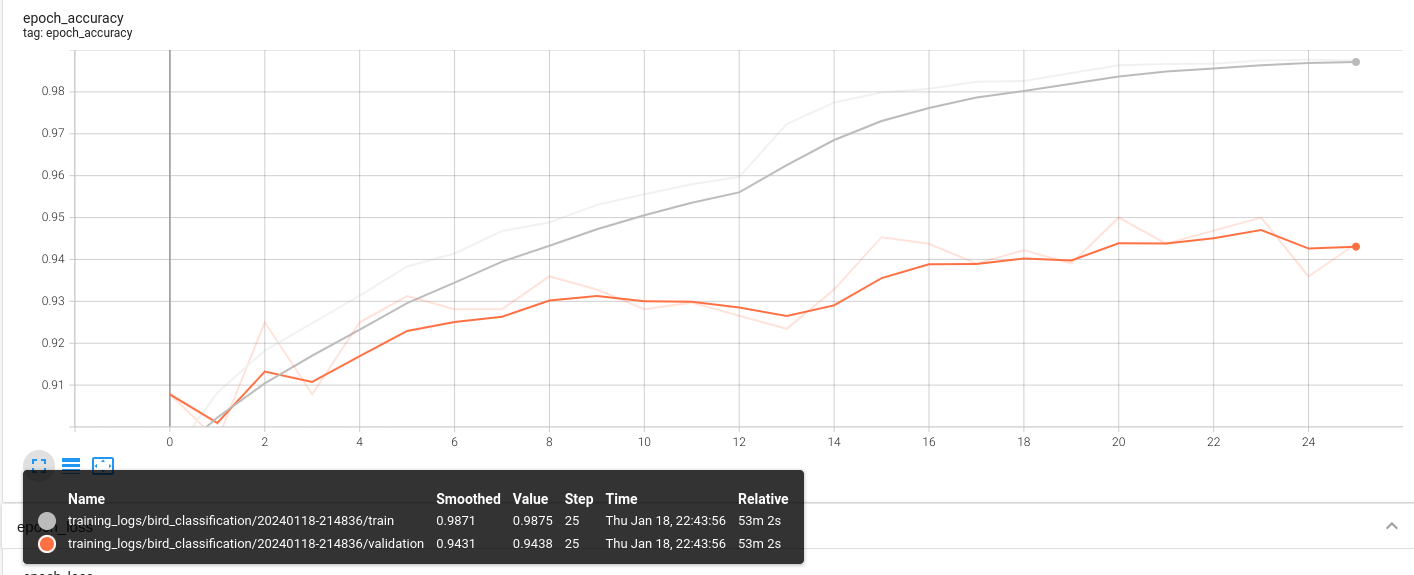 epoch_accuracy
tag: epoch_accuracy
0.98
0.97
0.96
0.95
0.94
0.93
0.92
0.91
0 2 4 6 8 10 12 14 16 18 20 22 24
Name Smoothed Value Step Time Relative
training_logs/bird_classification/20240118-214836/train 0.9871 0.9875 25 Thu Jan 18, 22:43:56 53m 2s
training_logs/bird_classification/20240118-214836/validation 0.9431 0.9438 25 Thu Jan 18, 22:43:56 53m 2s
epoch_loss
epoch_loss